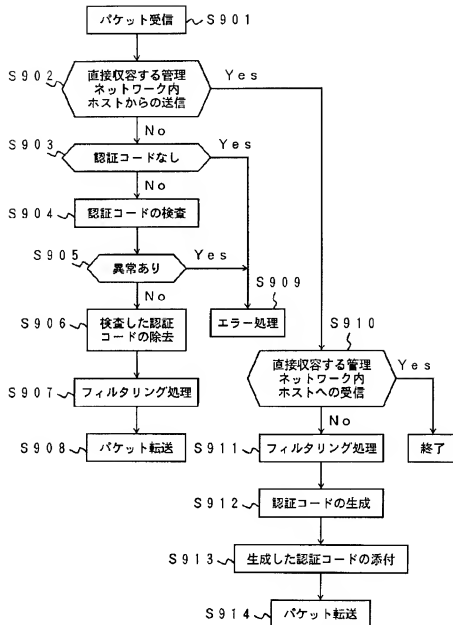 パケット受信
S901
S902
直接収容する管理
ネットワーク内
ホストからの送信
Yes
No
S903
認証コードなし
Yes
No
S904
認証コードの検査
S905
異常あり
Yes
No
S906
検査した認証
コードの除去
S907
フィルタリング処理
S908
パケット転送
S909
エラー処理
S910
直接収容する管理
ネットワーク内
ホストへの受信
Yes
No
終了
S911
フィルタリング処理
S912
認証コードの生成
S913
生成した認証コードの添付
S914
パケット転送